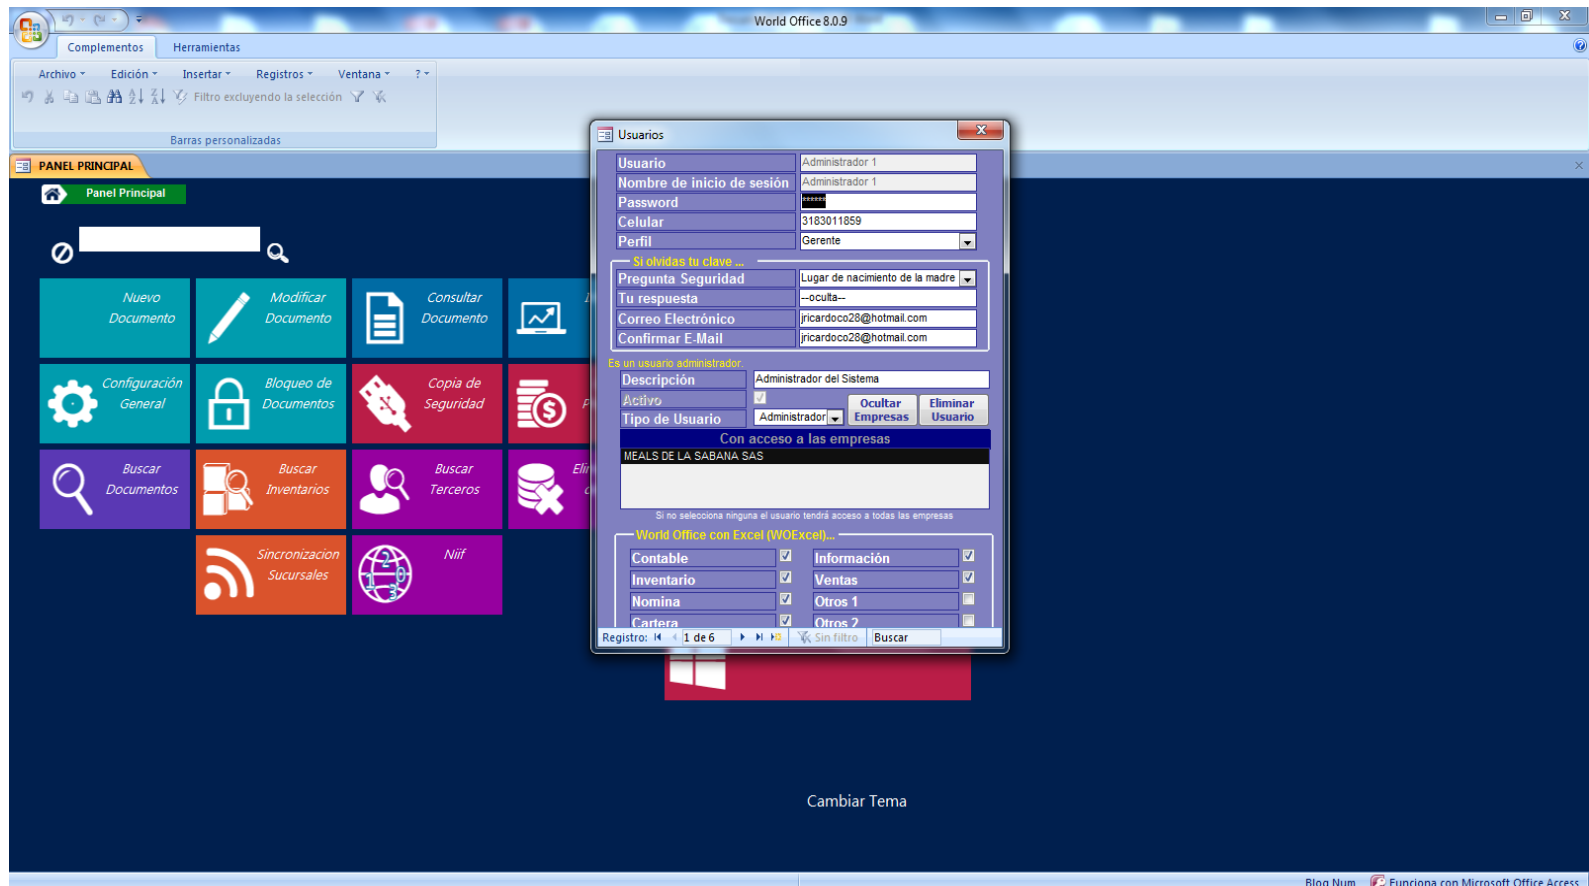 World Office 8.0.9
Complementos Herramientas
Archivo Edición Insertar Registros Ventana ?
Filtro excluyendo la selección
Barras personalizadas
PANEL PRINCIPAL
Panel Principal
Nuevo Documento
Modificar Documento
Consultar Documento
Configuración General
Bloqueo de Documentos
Copia de Seguridad
Buscar Documentos
Buscar Inventarios
Buscar Terceros
Sincronizacion Sucursales
Niif
Usuarios
Usuario Administrador 1
Nombre de inicio de sesión Administrador 1
Password ******
Celular 3183011859
Perfil Gerente
Si olvidas tu clave ...
Pregunta Seguridad Lugar de nacimiento de la madre
Tu respuesta --oculta--
Correo Electrónico jricardoco28@hotmail.com
Confirmar E-Mail jricardoco28@hotmail.com
Es un usuario administrador.
Descripción Administrador del Sistema
Activo
Tipo de Usuario Administrador
Ocultar Empresas
Eliminar Usuario
Con acceso a las empresas
MEALS DE LA SABANA SAS
Si no selecciona ninguna el usuario tendrá acceso a todas las empresas
World Office con Excel (WOExcel)...
Contable Información
Inventario Ventas
Nomina Otros 1
Cartera Otros 2
Registro: 1 de 6 Sin filtro Buscar
Cambiar Tema
Bloq Num Funciona con Microsoft Office Access